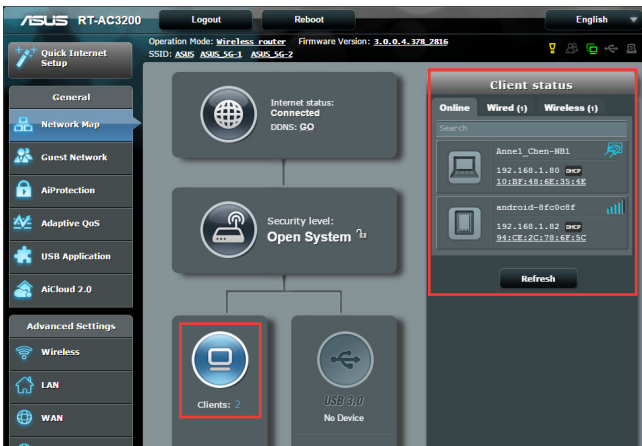 ASUS RT-AC3200
Logout
Reboot
English
Quick Internet
Setup
Operation Mode: Wireless router Firmware Version: 3.0.0.4.378_2816
SSID: ASUS ASUS_5G-1 ASUS_5G-2
General
Network Map
Guest Network
AiProtection
Adaptive QoS
USB Application
AiCloud 2.0
Advanced Settings
Wireless
LAN
WAN
Internet status:
Connected
DDNS: GO
Security level:
Open System
Clients: 2
USB 3.0
No Device
Client status
Online Wired (1) Wireless (1)
Search
Annel_Chen-NB1
192.168.1.80 DHCP
10:BF:48:6E:35:4E
android-8fc0c8f
192.168.1.82 DHCP
94:CE:2C:78:6F:5C
Refresh